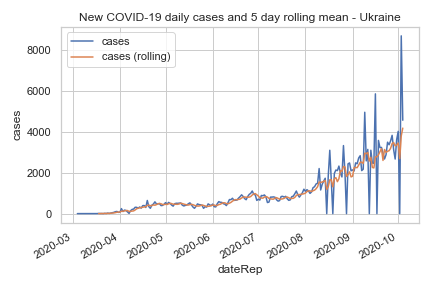 New COVID-19 daily cases and 5 day rolling mean - Ukraine
cases
cases (rolling)
8000
6000
4000
2000
0
cases
2020-03
2020-04
2020-05
2020-06
2020-07
2020-08
2020-09
2020-10
dateRep